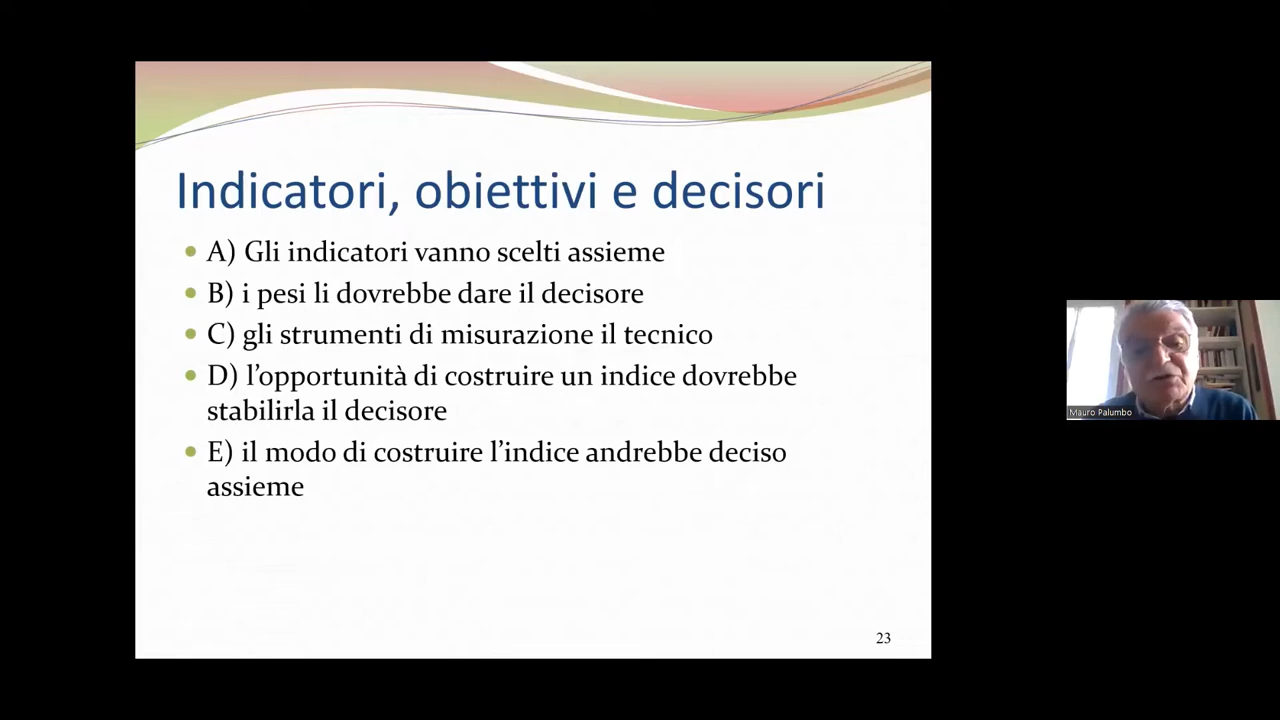 Indicatori, obiettivi e decisori
A) Gli indicatori vanno scelti assieme
B) i pesi li dovrebbe dare il decisore
C) gli strumenti di misurazione il tecnico
D) l’opportunità di costruire un indice dovrebbe
stabilirla il decisore
E) il modo di costruire l’indice andrebbe deciso
assieme
23
Mauro Palumbo